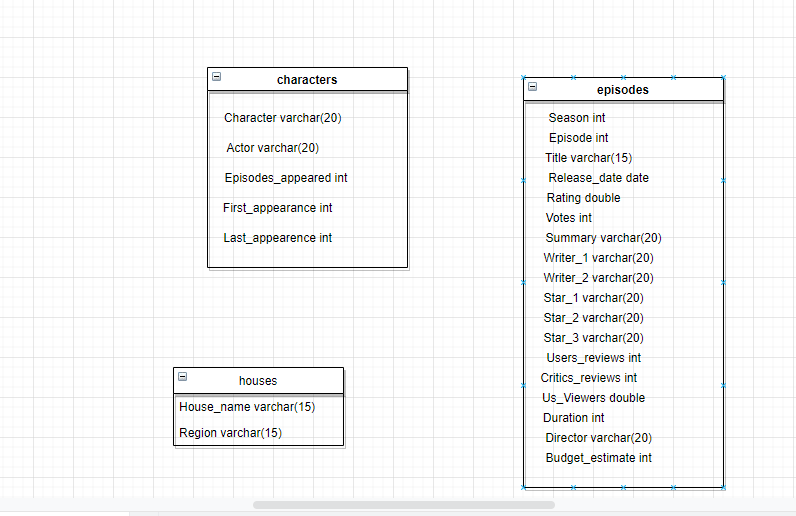 characters
Character varchar(20)
Actor varchar(20)
Episodes_appeared int
First_appearance int
Last_appearence int
houses
House_name varchar(15)
Region varchar(15)
episodes
Season int
Episode int
Title varchar(15)
Release_date date
Rating double
Votes int
Summary varchar(20)
Writer_1 varchar(20)
Writer_2 varchar(20)
Star_1 varchar(20)
Star_2 varchar(20)
Star_3 varchar(20)
Users_reviews int
Critics_reviews int
Us_Viewers double
Duration int
Director varchar(20)
Budget_estimate int